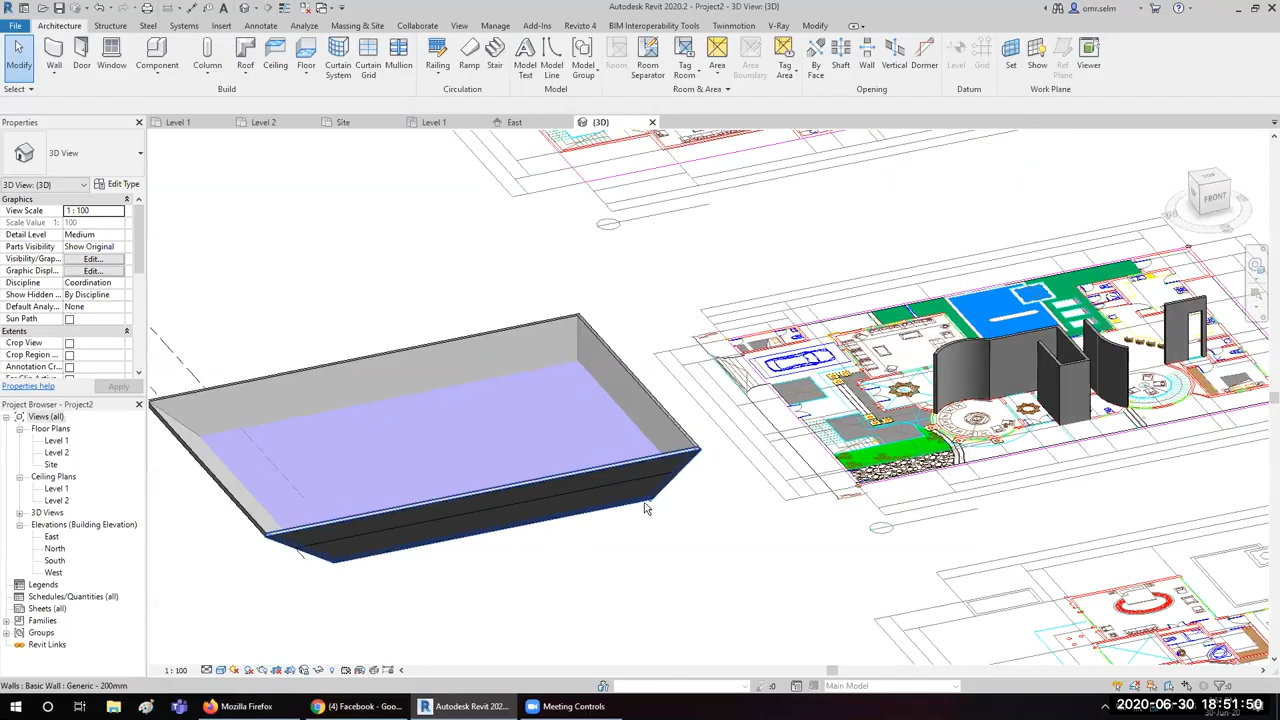 Autodesk Revit 2020.2 - Project2 - 3D View: {3D}
omr.selm
File Architecture Structure Steel Systems Insert Annotate Analyze Massing & Site Collaborate View Manage Add-Ins Revizto 4 BIM Interoperability Tools Twinmotion V-Ray Modify
Modify Wall Door Window Component Column Roof Ceiling Floor Curtain System Curtain Grid Mullion Railing Ramp Stair Model Text Model Line Model Group Room Room Separator Tag Room Area Area Boundary Tag Area By Face Shaft Wall Vertical Dormer Level Grid Set Show Ref Plane Viewer
Select Build Circulation Model Room & Area Opening Datum Work Plane
Properties
Level 1 Level 2 Site Level 1 East {3D}
3D View
3D View: {3D} Edit Type
Graphics
View Scale 1 : 100
Scale Value 1: 100
Detail Level Medium
Parts Visibility Show Original
Visibility/Grap... Edit...
Graphic Displ... Edit...
Discipline Coordination
Show Hidden ... By Discipline
Default Analy... None
Sun Path
Extents
Crop View
Crop Region ...
Annotation Cr...
Properties help Apply
Project Browser - Project2
Views (all)
Floor Plans
Level 1
Level 2
Site
Ceiling Plans
Level 1
Level 2
3D Views
Elevations (Building Elevation)
East
North
South
West
Legends
Schedules/Quantities (all)
Sheets (all)
Families
Groups
Revit Links
TOP
FRONT
1 : 100
Walls : Basic Wall : Generic - 200mm
:0
Main Model
:0
Mozilla Firefox
(4) Facebook - Goo...
Autodesk Revit 202...
Meeting Controls
2020-06-30 18:51:50